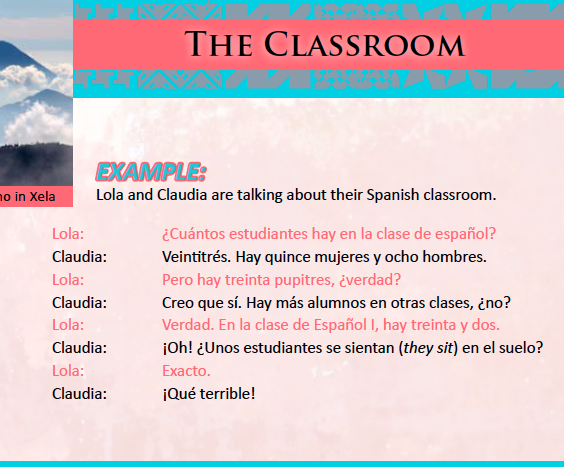 THE CLASSROOM
EXAMPLE:
Lola and Claudia are talking about their Spanish classroom.
in Xela
Lola: ¿Cuántos estudiantes hay en la clase de español?
Claudia: Veintitrés. Hay quince mujeres y ocho hombres.
Lola: Pero hay treinta pupitres, ¿verdad?
Claudia: Creo que sí. Hay más alumnos en otras clases, ¿no?
Lola: Verdad. En la clase de Español I, hay treinta y dos.
Claudia: ¡Oh! ¿Unos estudiantes se sientan (they sit) en el suelo?
Lola: Exacto.
Claudia: ¡Qué terrible!